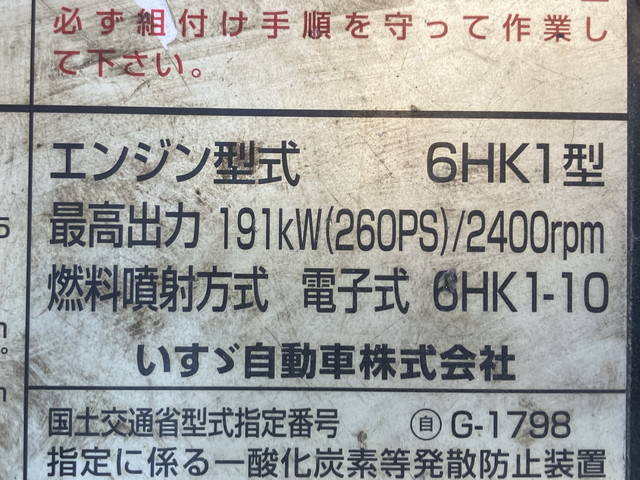 必ず組付け手順を守って作業し
て下さい。
エンジン型式 6HK1型
最高出力 191kW(260PS)/2400rpm
燃料噴射方式 電子式 6HK1-10
いすゞ自動車株式会社
国土交通省型式指定番号 自 G-1798
指定に係る一酸化炭素等発散防止装置